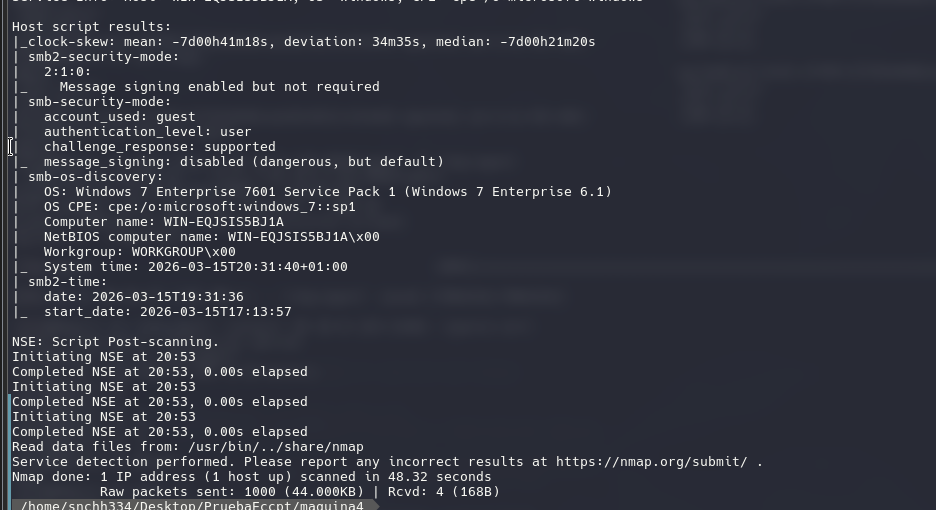 Host script results:
|_clock-skew: mean: -7d00h41m18s, deviation: 34m35s, median: -7d00h21m20s
| smb2-security-mode:
|   2:1:0:
|_    Message signing enabled but not required
| smb-security-mode:
|   account_used: guest
|   authentication_level: user
|   challenge_response: supported
|_  message_signing: disabled (dangerous, but default)
| smb-os-discovery:
|   OS: Windows 7 Enterprise 7601 Service Pack 1 (Windows 7 Enterprise 6.1)
|   OS CPE: cpe:/o:microsoft:windows_7::sp1
|   Computer name: WIN-EQJSIS5BJ1A
|   NetBIOS computer name: WIN-EQJSIS5BJ1A\x00
|   Workgroup: WORKGROUP\x00
|_  System time: 2026-03-15T20:31:40+01:00
| smb2-time:
|   date: 2026-03-15T19:31:36
|_  start_date: 2026-03-15T17:13:57
NSE: Script Post-scanning.
Initiating NSE at 20:53
Completed NSE at 20:53, 0.00s elapsed
Initiating NSE at 20:53
Completed NSE at 20:53, 0.00s elapsed
Initiating NSE at 20:53
Completed NSE at 20:53, 0.00s elapsed
Read data files from: /usr/bin/../share/nmap
Service detection performed. Please report any incorrect results at https://nmap.org/submit/ .
Nmap done: 1 IP address (1 host up) scanned in 48.32 seconds
           Raw packets sent: 1000 (44.000KB) | Rcvd: 4 (168B)
/home/snchh334/Desktop/PruebaEccpt/maquina4